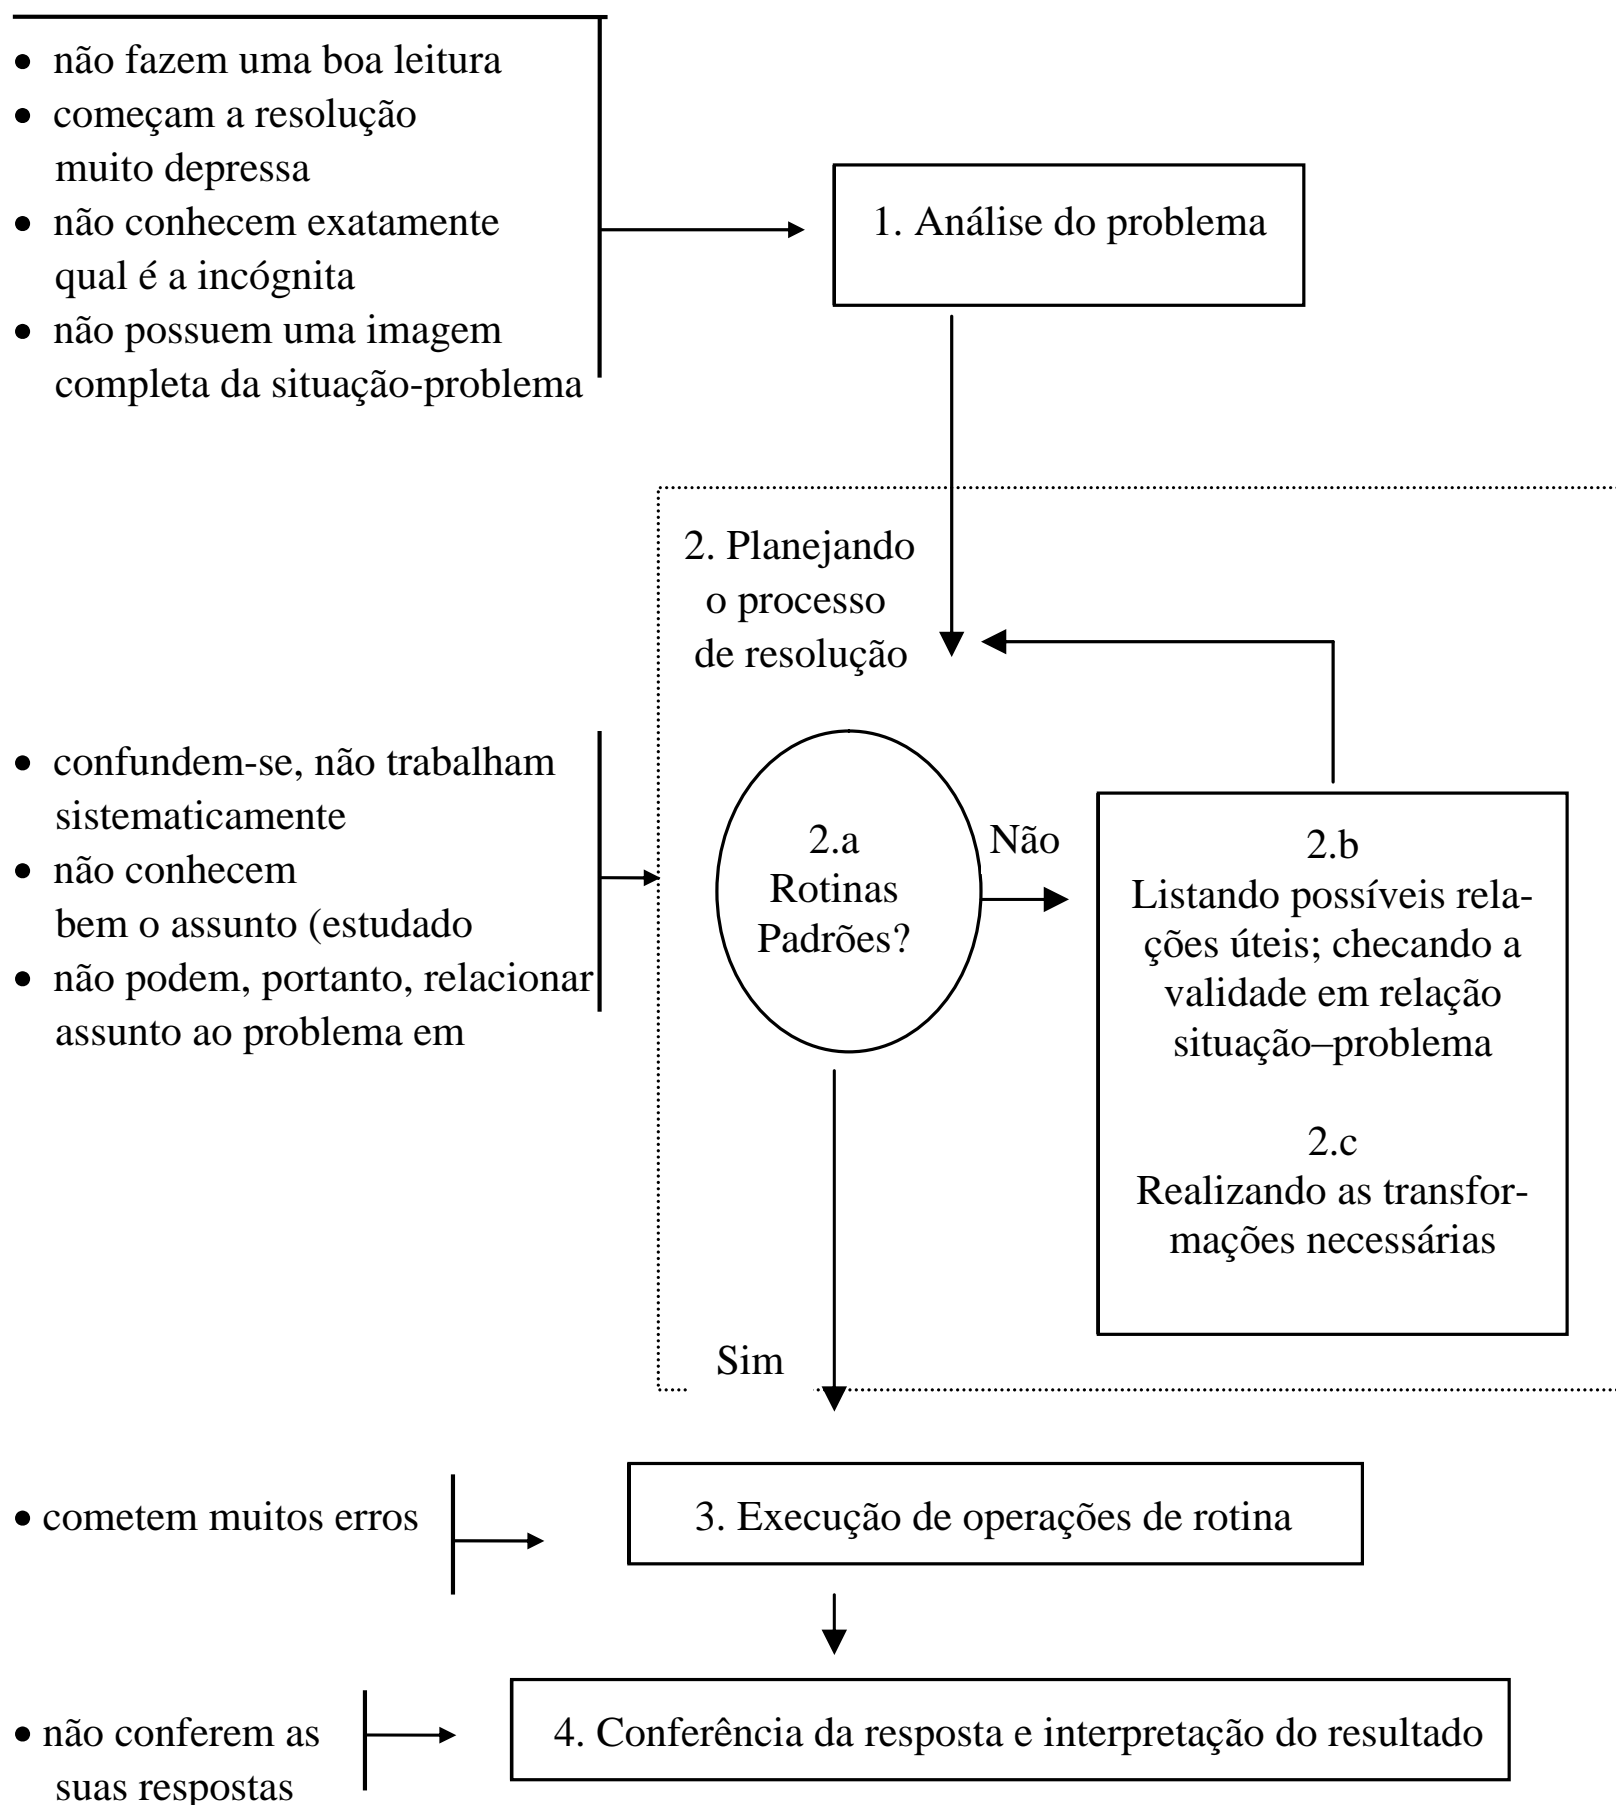 • não fazem uma boa leitura
• começam a resolução
muito depressa
• não conhecem exatamente
qual é a incógnita
• não possuem uma imagem
completa da situação-problema
1. Análise do problema
2. Planejando
o processo
de resolução
• confundem-se, não trabalham
sistematicamente
• não conhecem
bem o assunto (estudado
• não podem, portanto, relacionar
assunto ao problema em
2.a
Rotinas
Padrões?
Não
2.b
Listando possíveis rela-
ções úteis; checando a
validade em relação
situação–problema
2.c
Realizando as transfor-
mações necessárias
Sim
• cometem muitos erros
3. Execução de operações de rotina
• não conferem as
suas respostas
4. Conferência da resposta e interpretação do resultado